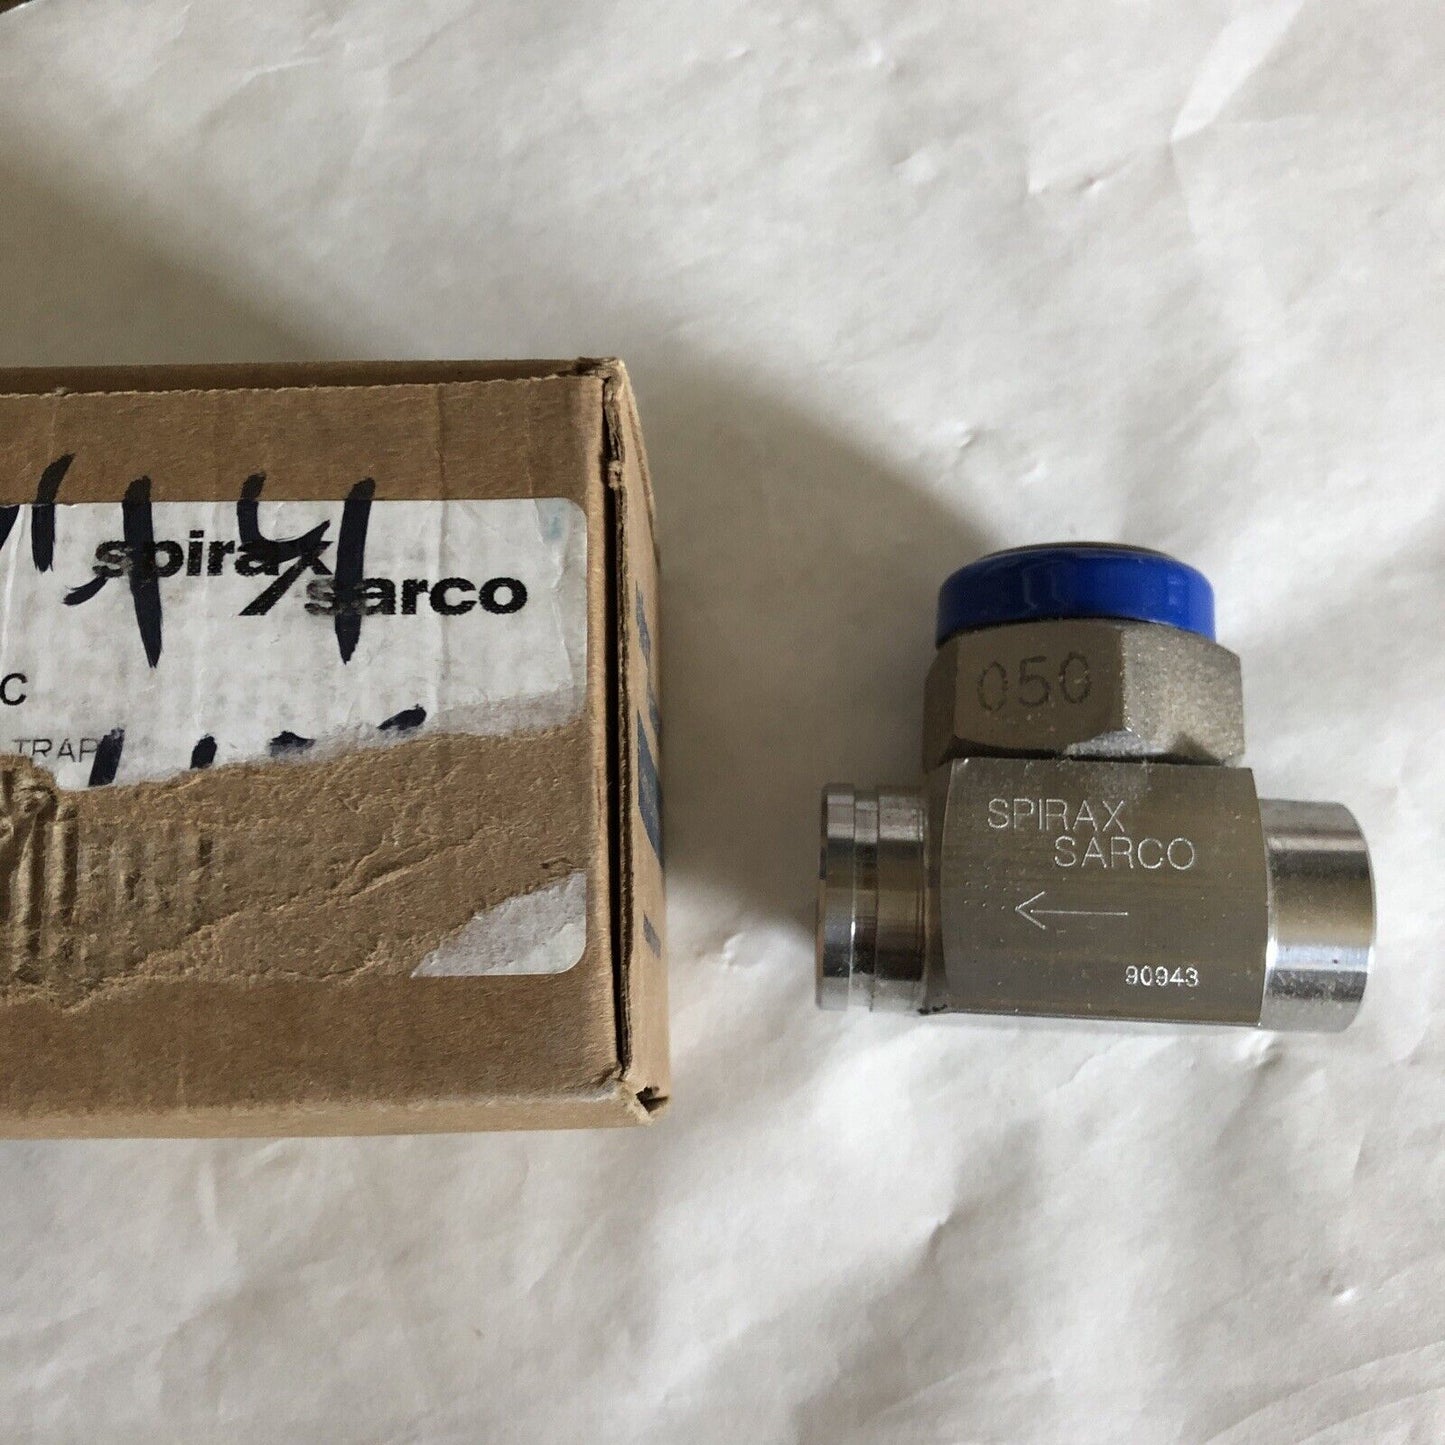 spirax
sarco
C
TRAP
050
SPIRAX
SARCO
90943